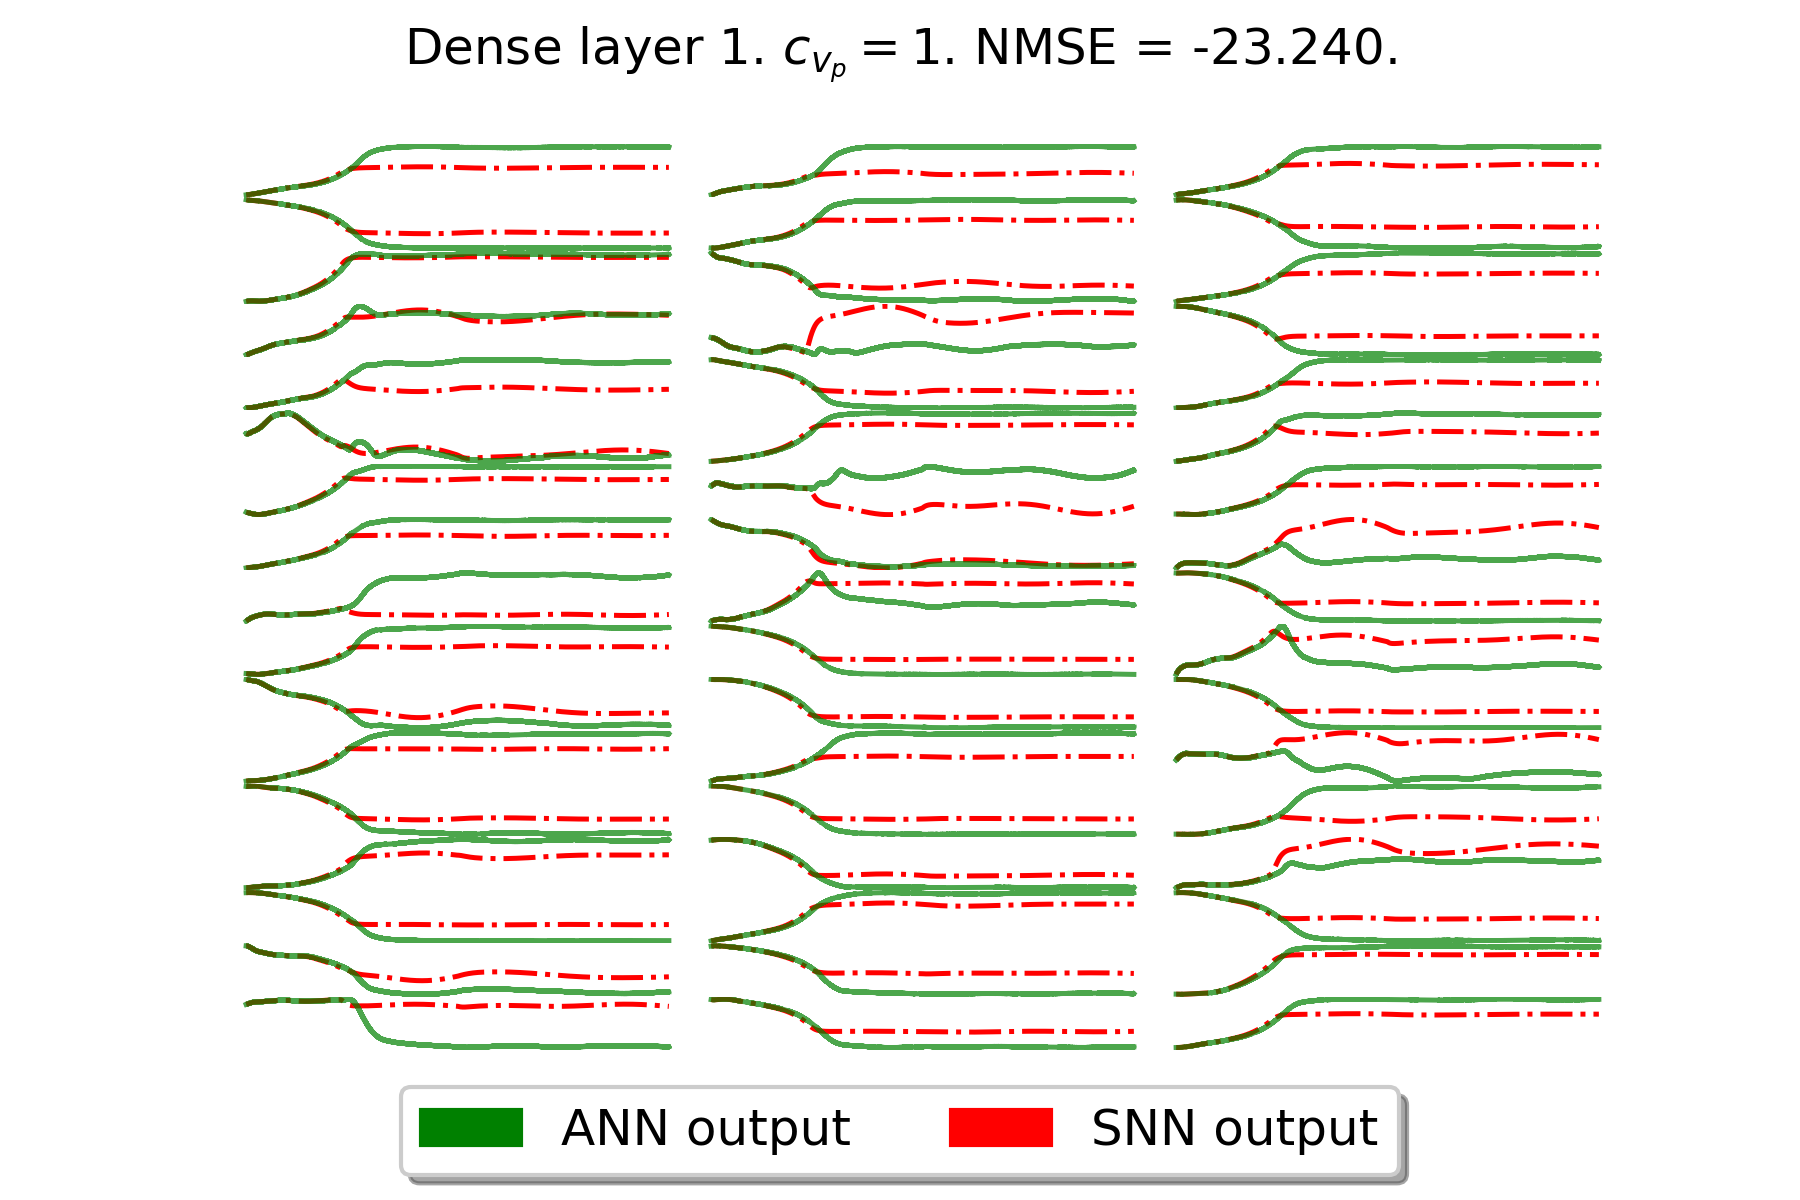 Dense layer 1. $c_{v_p} = 1$. NMSE = -23.240.
ANN output
SNN output